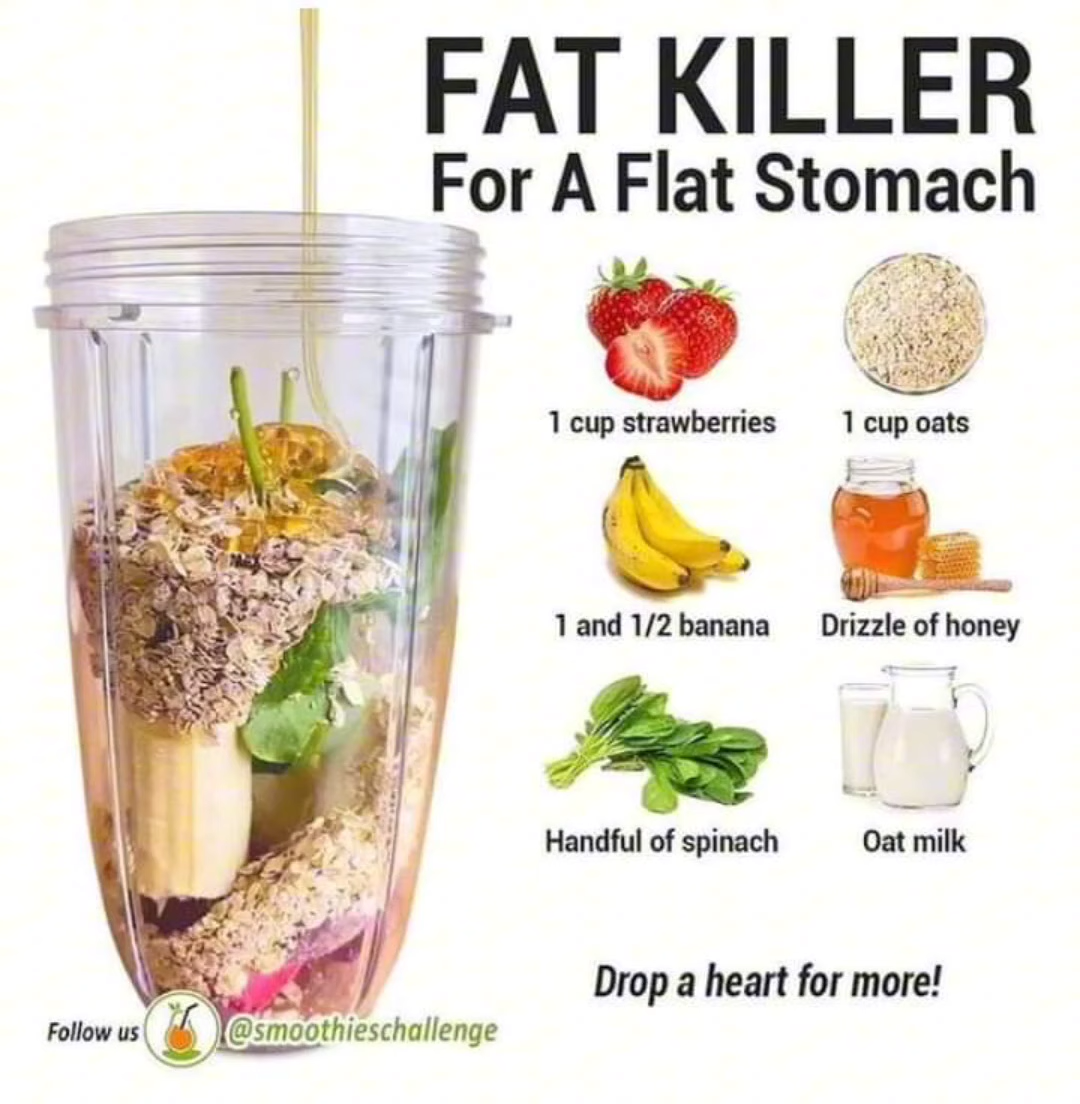 FAT KILLER
For A Flat Stomach
1 cup strawberries
1 cup oats
1 and 1/2 banana
Drizzle of honey
Handful of spinach
Oat milk
Drop a heart for more!
Follow us @smoothieschallenge